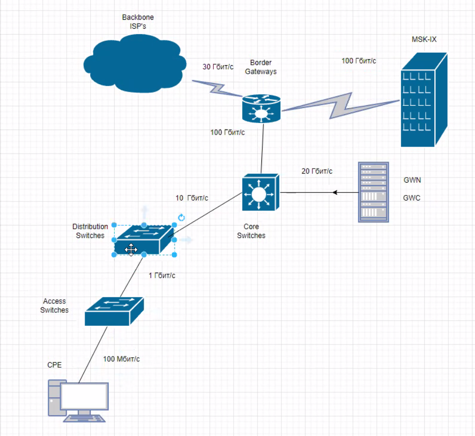 Backbone
ISP's
30 Гбит/с
Border
Gateways
100 Гбит/с
MSK-IX
100 Гбит/с
20 Гбит/с
GWN
GWC
10 Гбит/с
Core
Switches
Distribution
Switches
1 Гбит/с
Access
Switches
100 Мбит/с
CPE